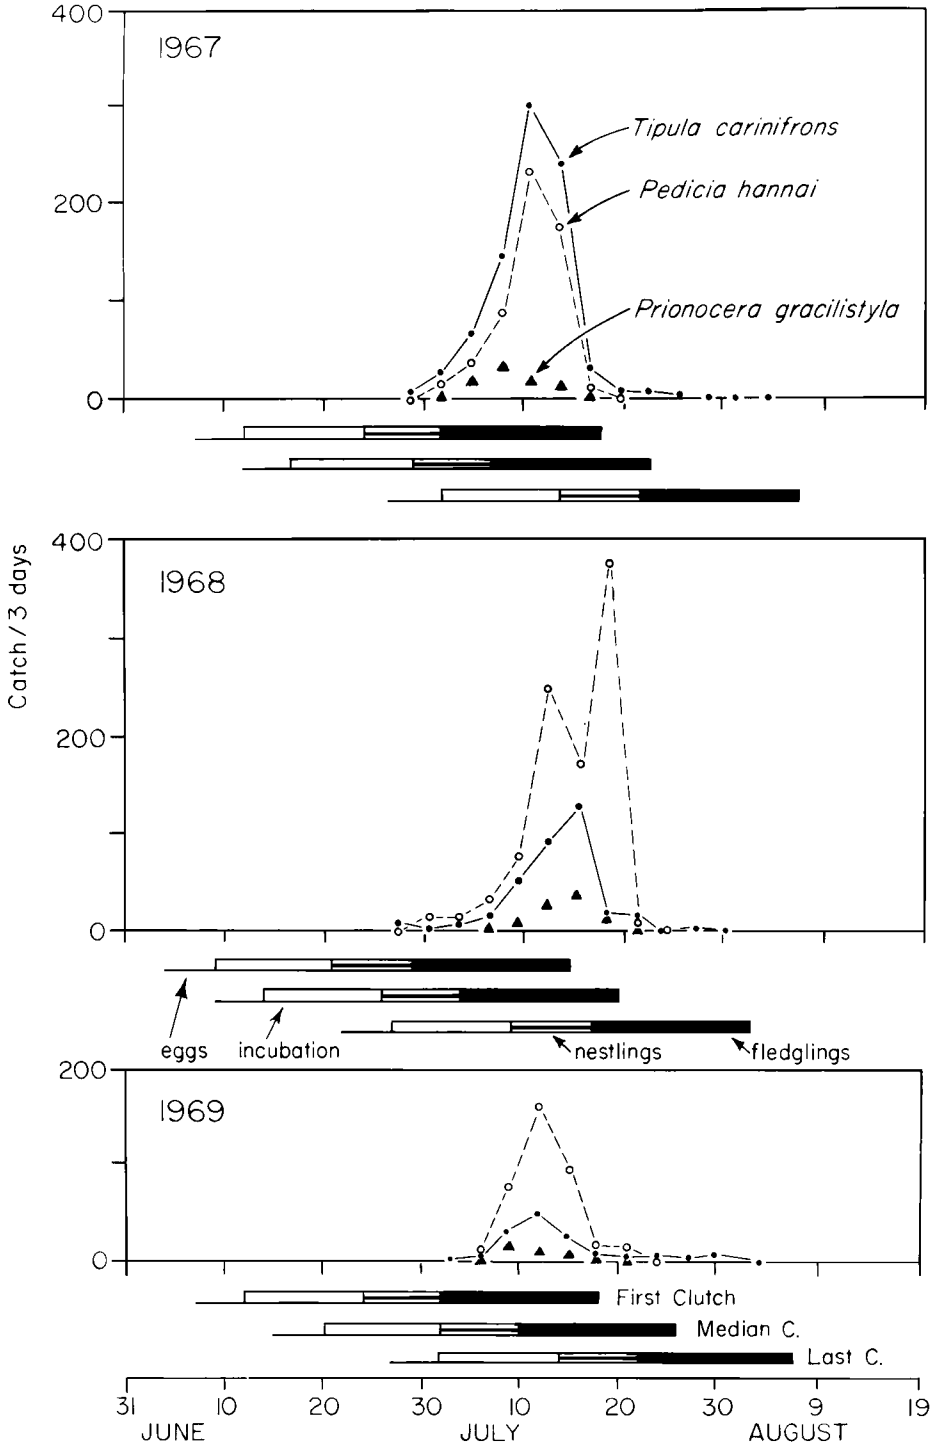 400
1967
Tipula carinifrons
Pedicia hannai
200
Prionocera gracilistyla
0
Catch / 3 days
400
1968
200
0
eggs incubation nestlings fledglings
200
1969
0
First Clutch
Median C.
Last C.
31 10 20 30 10 20 30 9 19
JUNE JULY AUGUST